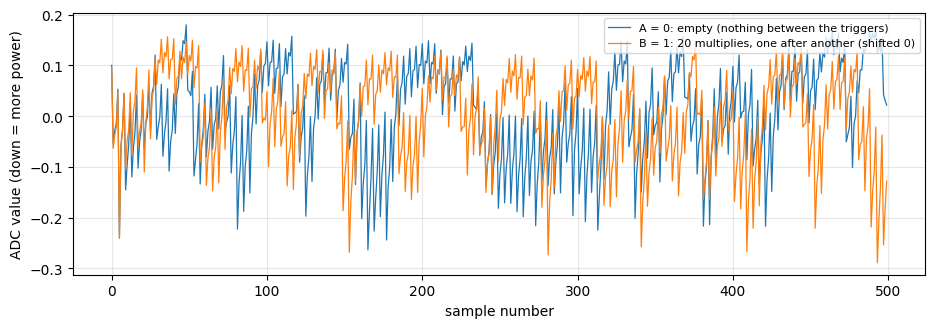 0.2
0.1
0.0
−0.1
−0.2
−0.3
ADC value (down = more power)
A = 0: empty (nothing between the triggers)
B = 1: 20 multiplies, one after another (shifted 0)
0 100 200 300 400 500
sample number